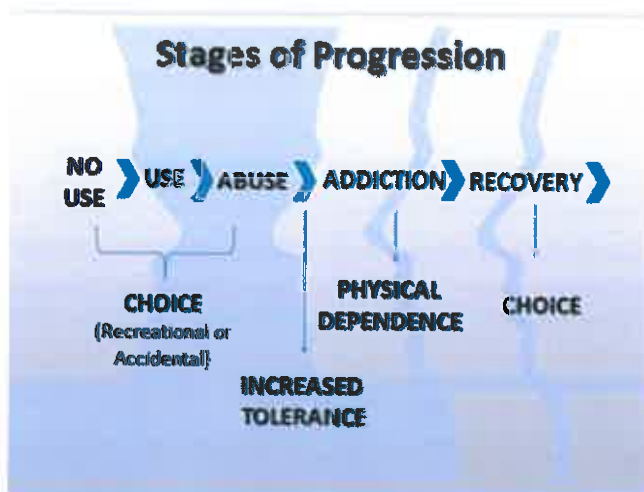 Stages of Progression
NO USE
USE
ABUSE
ADDICTION
RECOVERY
CHOICE
(Recreational or
Accidental)
INCREASED
TOLERANCE
PHYSICAL
DEPENDENCE
CHOICE